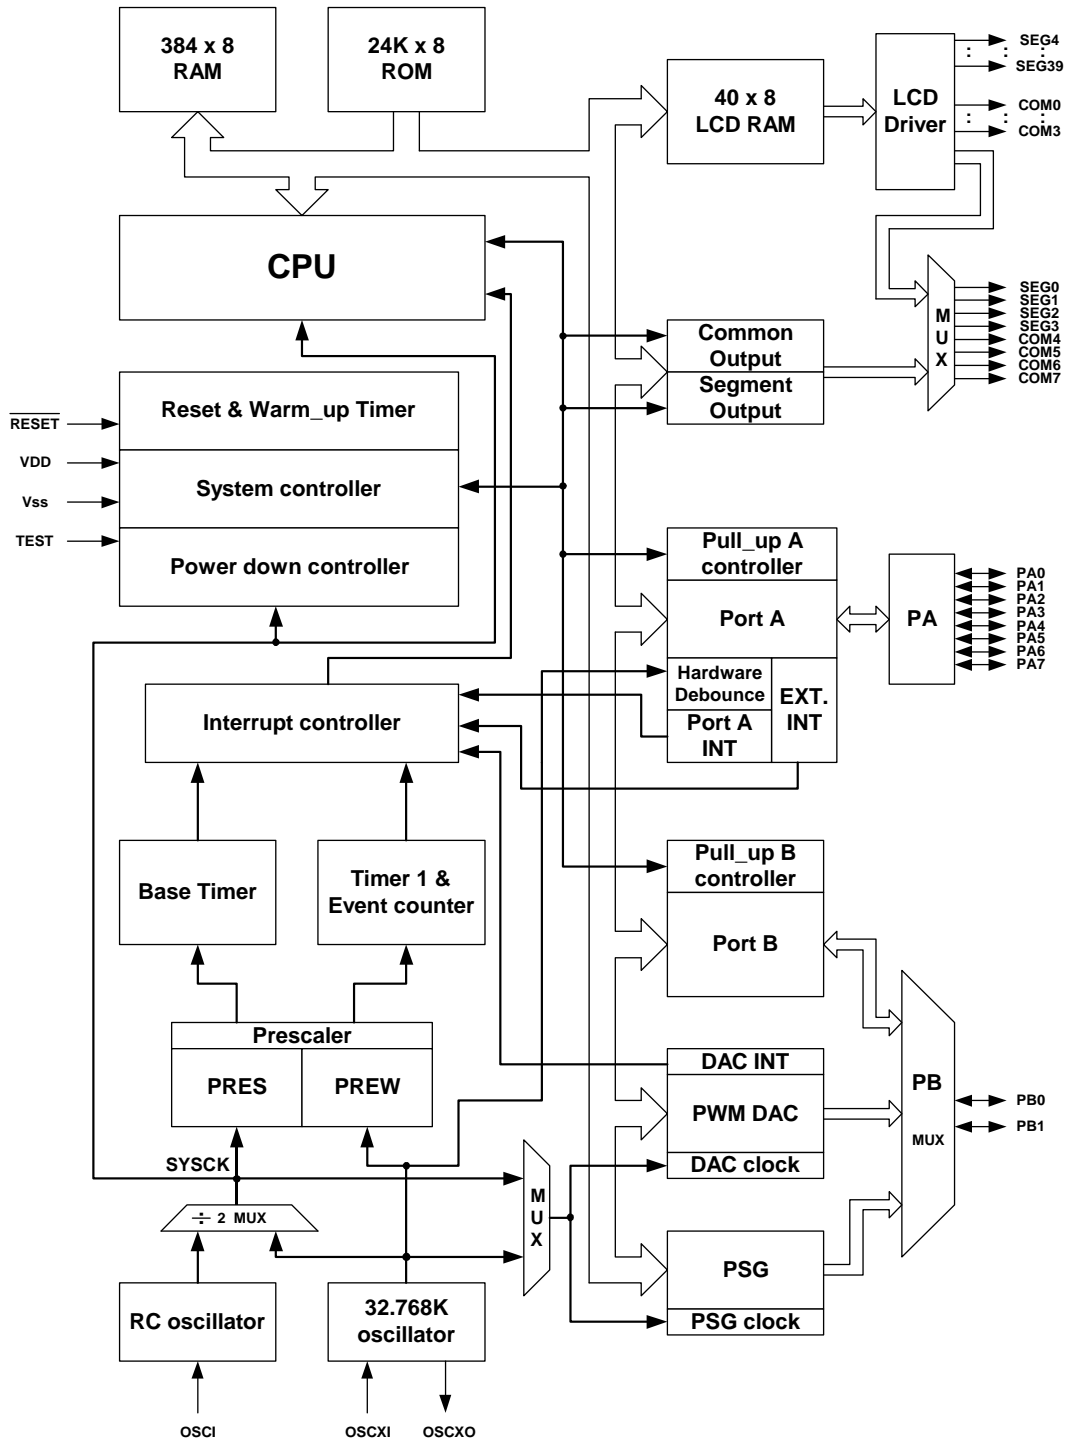 384 x 8
RAM
24K x 8
ROM
40 x 8
LCD RAM
LCD
Driver
SEG4
: : :
SEG39
COM0
: : :
COM3
CPU
Common
Output
Segment
Output
M
U
X
SEG0
SEG1
SEG2
SEG3
COM4
COM5
COM6
COM7
RESET
VDD
Vss
TEST
Reset & Warm_up Timer
System controller
Power down controller
Pull_up A
controller
Port A
Hardware
Debounce
Port A
INT
EXT.
INT
PA
PA0
PA1
PA2
PA3
PA4
PA5
PA6
PA7
Interrupt controller
Base Timer
Timer 1 &
Event counter
Pull_up B
controller
Port B
Prescaler
PRES
PREW
DAC INT
PWM DAC
DAC clock
PB
MUX
PB0
PB1
SYSCK
÷ 2 MUX
M
U
X
PSG
PSG clock
RC oscillator
32.768K
oscillator
OSCI
OSCXI
OSCXO